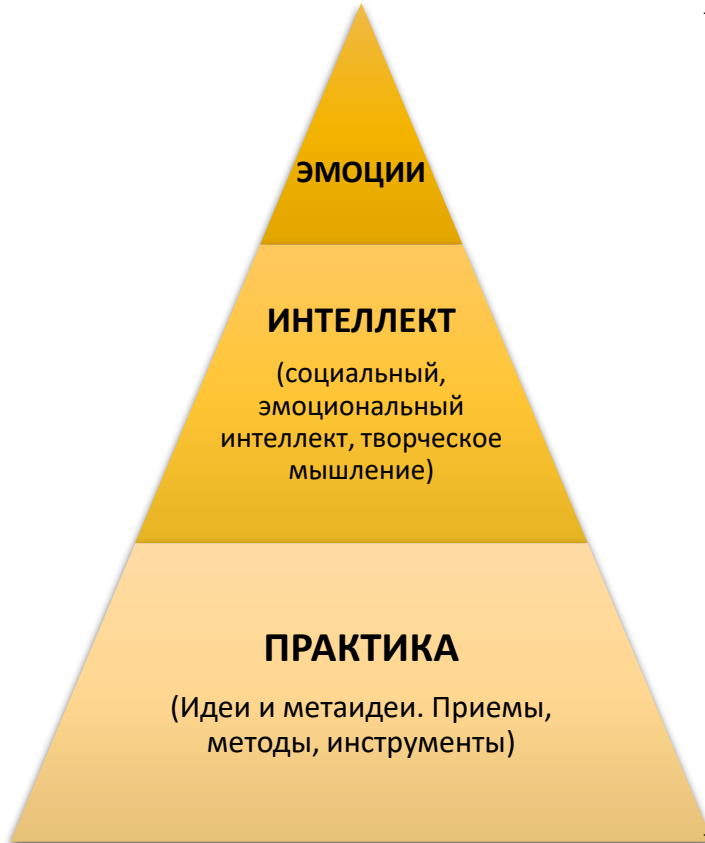 ЭМОЦИИ
ИНТЕЛЛЕКТ
(социальный,
эмоциональный
интеллект, творческое
мышление)
ПРАКТИКА
(Идеи и метаидеи. Приемы,
методы, инструменты)